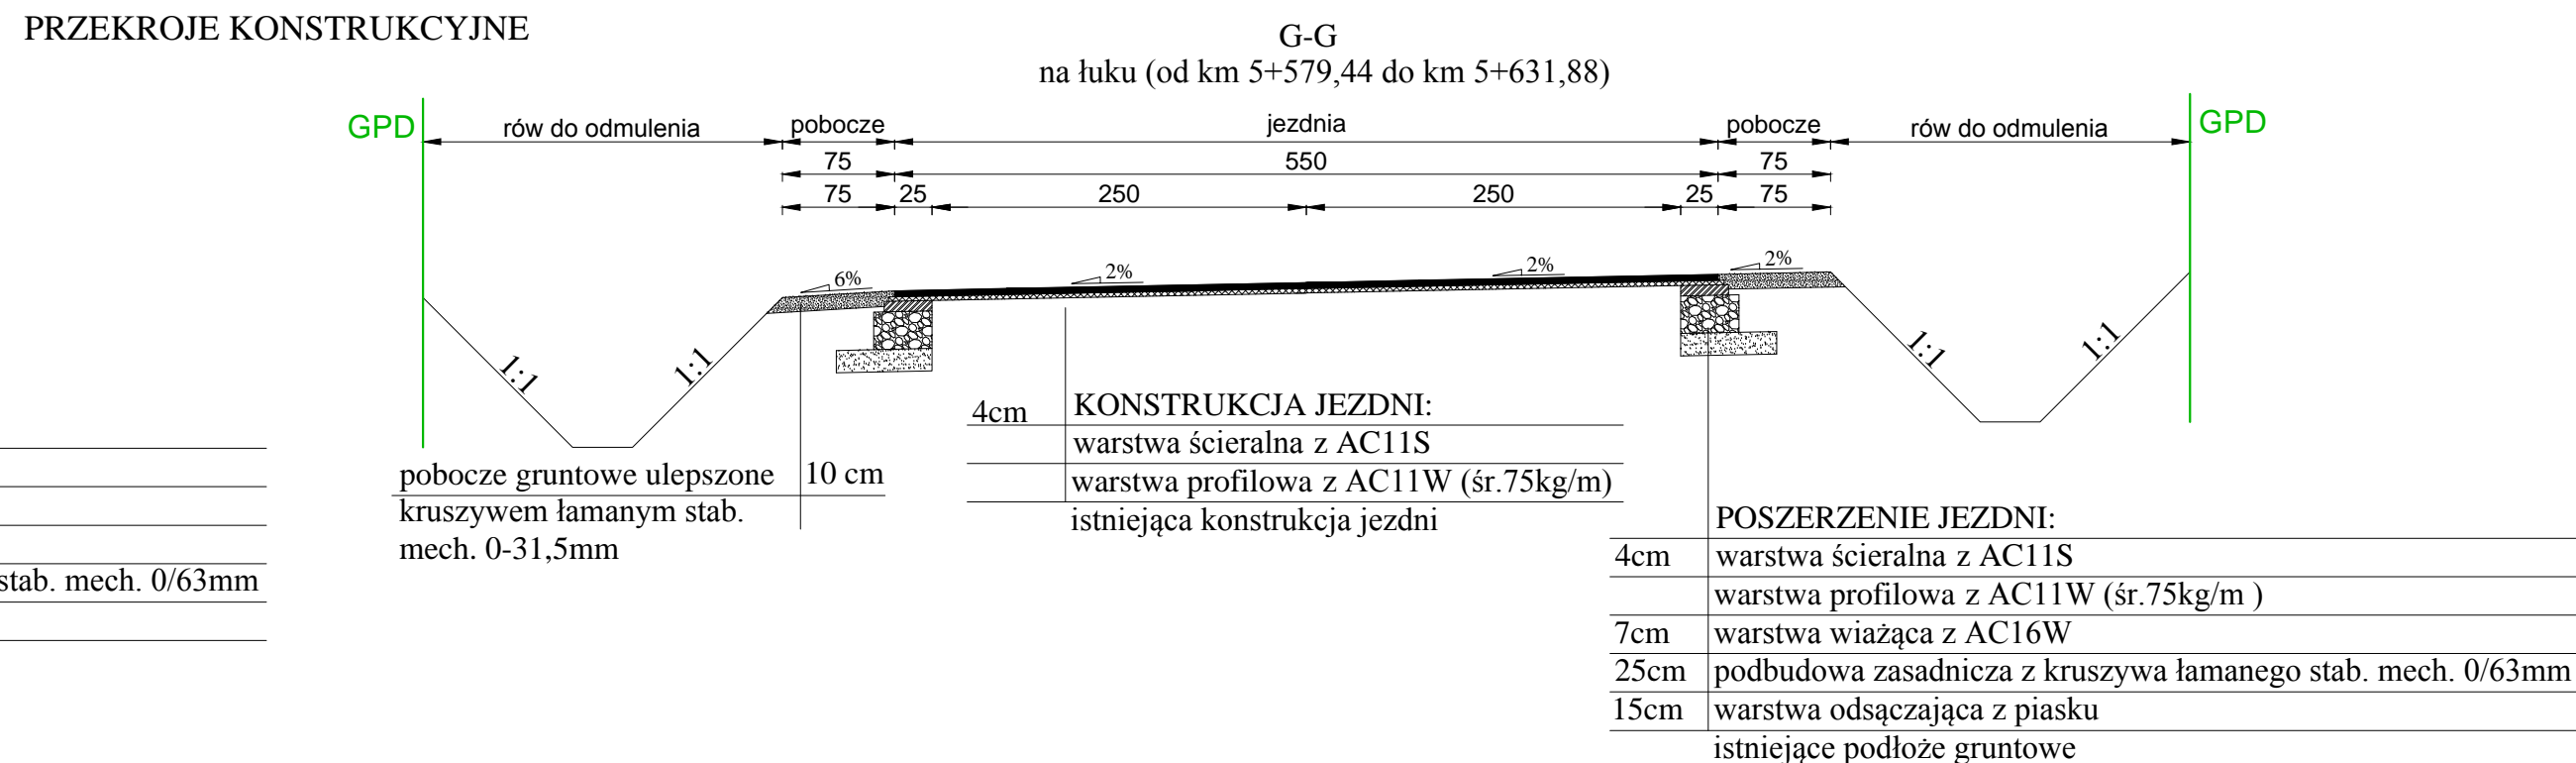 PRZEKROJE KONSTRUKCYJNE
G-G
na łuku (od km 5+579,44 do km 5+631,88)
GPD
rów do odmulenia
pobocze
jezdnia
pobocze
rów do odmulenia
GPD
75
550
75
75
25
250
250
25
75
6%
2%
2%
2%
1:1
1:1
1:1
1:1
4cm
KONSTRUKCJA JEZDNI:
warstwa ścieralna z AC11S
warstwa profilowa z AC11W (śr.75kg/m)
istniejąca konstrukcja jezdni
pobocze gruntowe ulepszone
10 cm
kruszywem łamanym stab.
mech. 0-31,5mm
stab. mech. 0/63mm
POSZERZENIE JEZDNI:
4cm warstwa ścieralna z AC11S
warstwa profilowa z AC11W (śr.75kg/m )
7cm warstwa wiażąca z AC16W
25cm podbudowa zasadnicza z kruszywa łamanego stab. mech. 0/63mm
15cm warstwa odsączająca z piasku
istniejące podłoże gruntowe